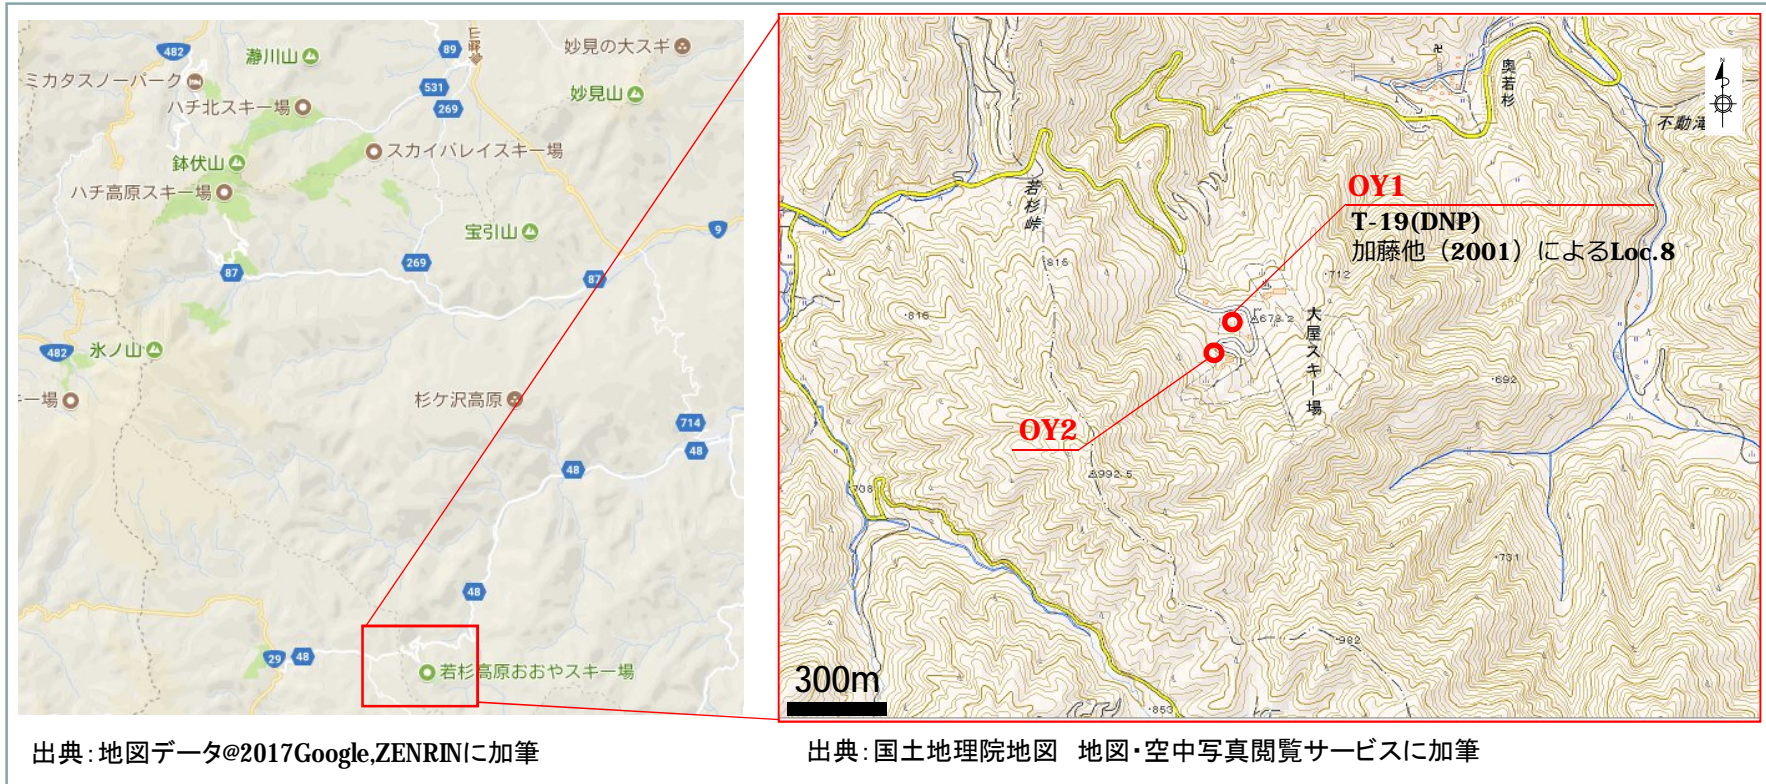 482
瀞川山
89
妙見の大スギ
ミカタスノーパーク
531
ハチ北スキー場
269
妙見山
スカイバレイスキー場
鉢伏山
ハチ高原スキー場
宝引山
9
269
87
87
482
氷ノ山
ー場
杉ケ沢高原
714
48
48
48
29
48
若杉高原おおやスキー場
奥若杉
不動滝
若杉峠
OY1
T-19(DNP)
加藤他（2001）によるLoc.8
816
712
816
673.2
大屋スキー場
692
OY2
992.5
708
731
982
853
300m
出典：地図データ@2017Google,ZENRINに加筆
出典：国土地理院地図　地図・空中写真閲覧サービスに加筆